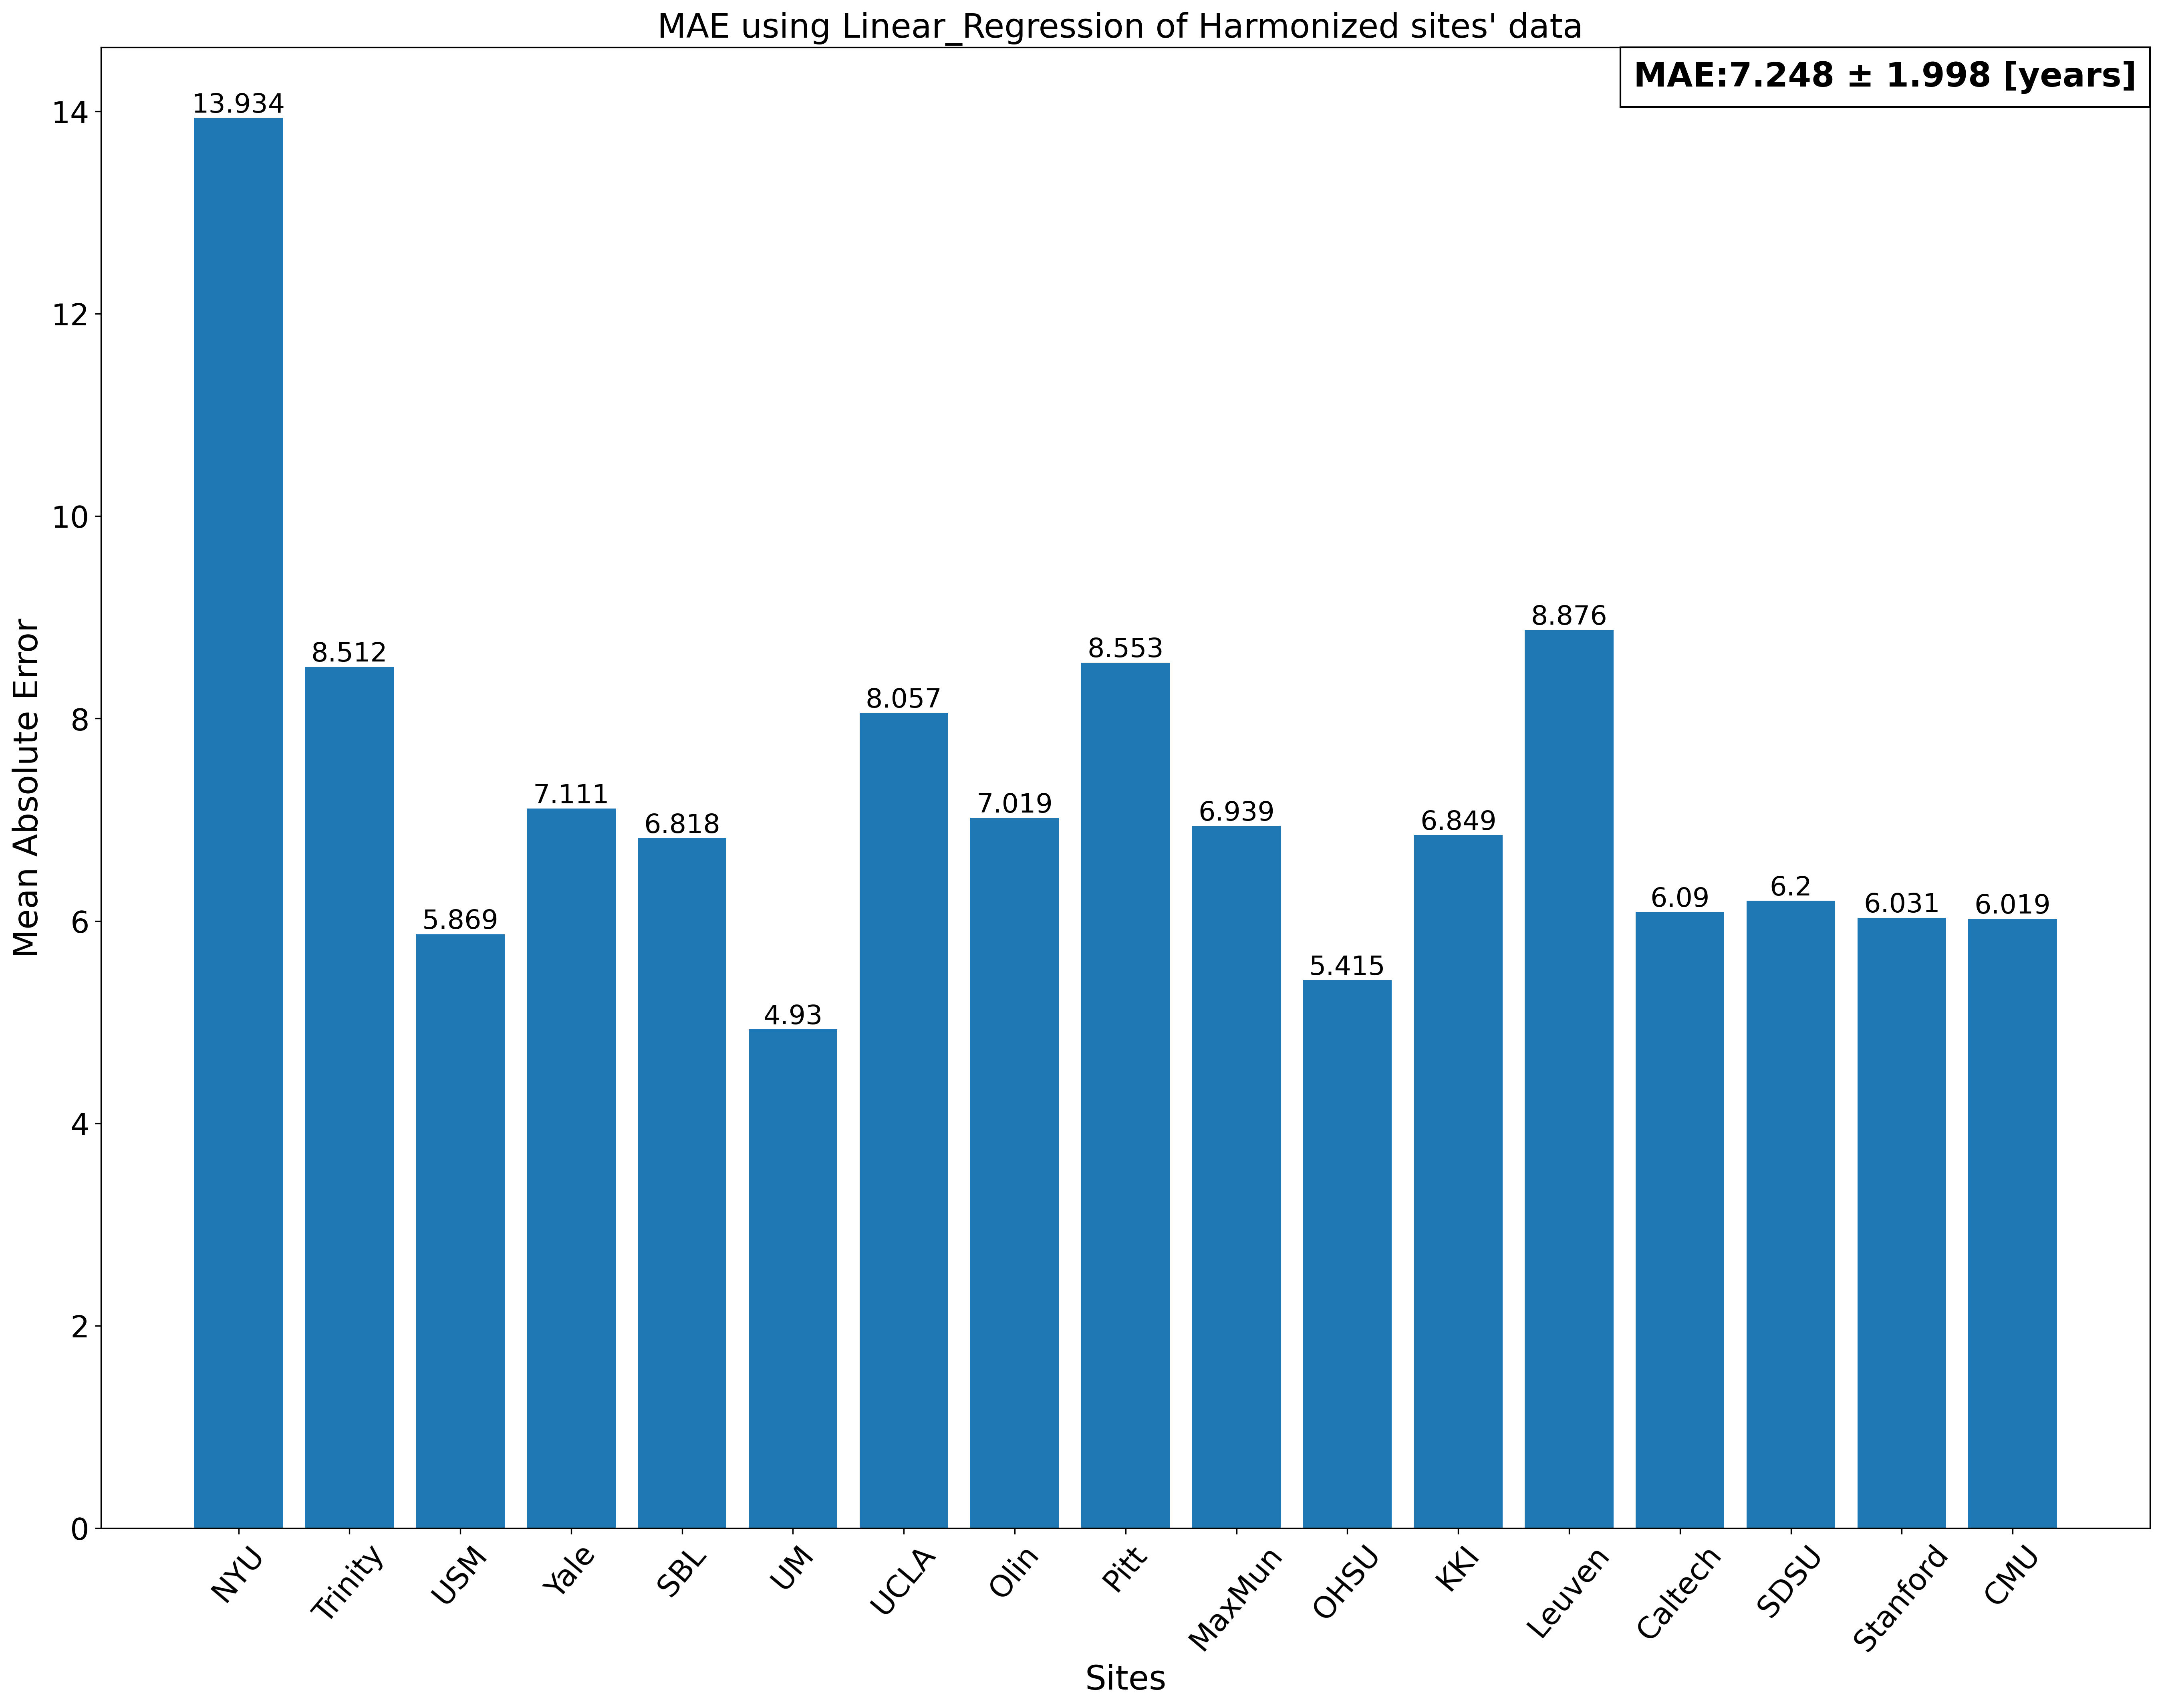 MAE using Linear_Regression of Harmonized sites' data
MAE:7.248 ± 1.998 [years]
Mean Absolute Error
14
12
10
8
6
4
2
0
13.934
8.512
5.869
7.111
6.818
4.93
8.057
7.019
8.553
6.939
5.415
6.849
8.876
6.09
6.2
6.031
6.019
NYU
Trinity
USM
Yale
SBL
UM
UCLA
Olin
Pitt
MaxMun
OHSU
KKI
Leuven
Caltech
SDSU
Stanford
CMU
Sites